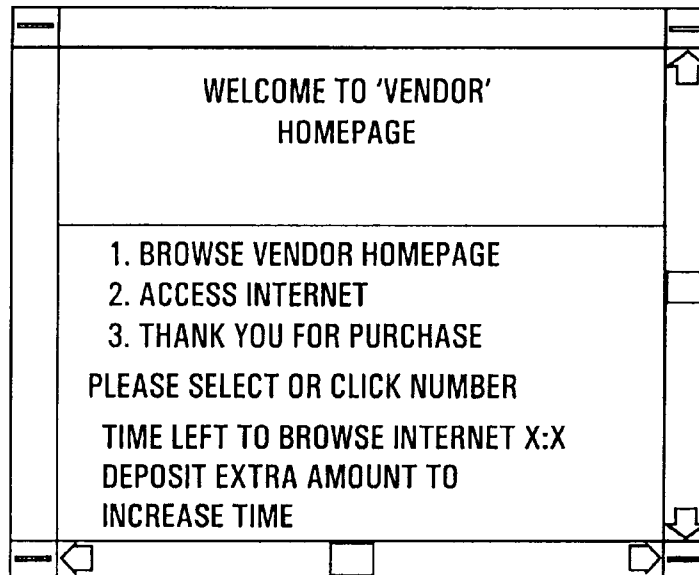 WELCOME TO 'VENDOR'
HOMEPAGE
1. BROWSE VENDOR HOMEPAGE
2. ACCESS INTERNET
3. THANK YOU FOR PURCHASE
PLEASE SELECT OR CLICK NUMBER
TIME LEFT TO BROWSE INTERNET X:X
DEPOSIT EXTRA AMOUNT TO
INCREASE TIME